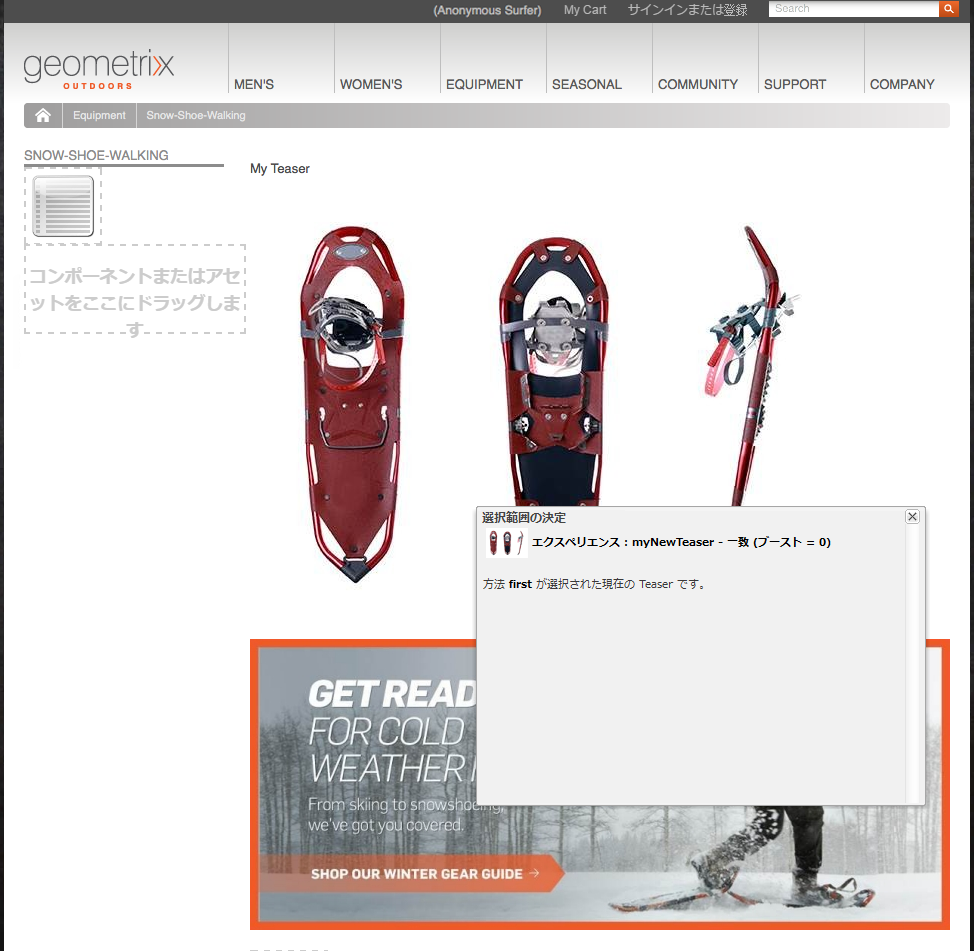 (Anonymous Surfer) My Cart サインインまたは登録 Search
geometrixx
OUTDOORS
MEN'S WOMEN'S EQUIPMENT SEASONAL COMMUNITY SUPPORT COMPANY
Equipment Snow-Shoe-Walking
SNOW-SHOE-WALKING
My Teaser
コンポーネントまたはアセ
ットをここにドラッグしま
す
選択範囲の決定
エクスペリエンス : myNewTeaser - 一致 (ブースト = 0)
方法 first が選択された現在の Teaser です。
GET READ
FOR COLD
WEATHER
From skiing to snowshoeing,
we've got you covered.
SHOP OUR WINTER GEAR GUIDE →